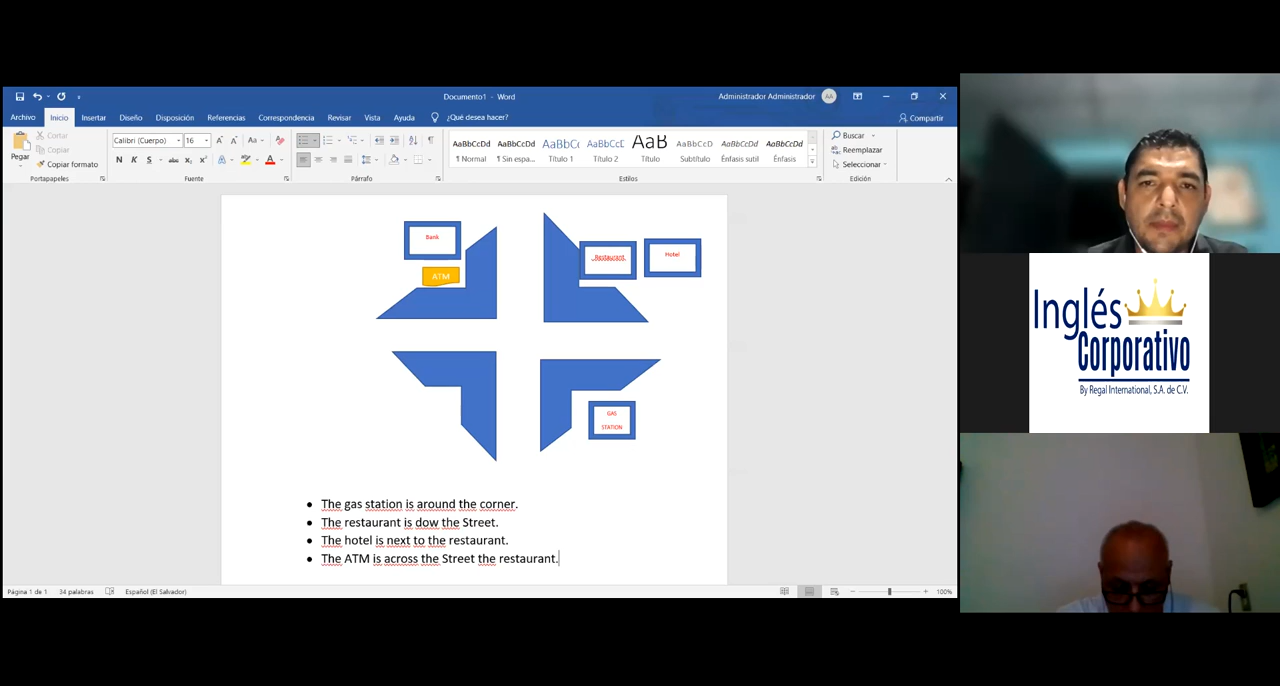 Documento1 - Word
Administrador Administrador AA
Archivo Inicio Insertar Diseño Disposición Referencias Correspondencia Revisar Vista Ayuda ¿Qué desea hacer? Compartir
Pegar
Cortar
Copiar
Copiar formato
Calibri (Cuerpo) 16
N K S abc x₂ x²
AaBbCcDd AaBbCcDd AaBbCc AaBbCcC AaB AaBbCcD AaBbCcDd AaBbCcDd
¶ Normal ¶ Sin espa... Título 1 Título 2 Título Subtítulo Énfasis sutil Énfasis
Buscar
Reemplazar
Seleccionar
Portapapeles Fuente Párrafo Estilos Edición
Bank
ATM
Restaurant
Hotel
GAS
STATION
The gas station is around the corner.
The restaurant is dow the Street.
The hotel is next to the restaurant.
The ATM is across the Street the restaurant.
Página 1 de 1 34 palabras Español (El Salvador) 100%
Inglés
Corporativo
By Regal International, S.A. de C.V.